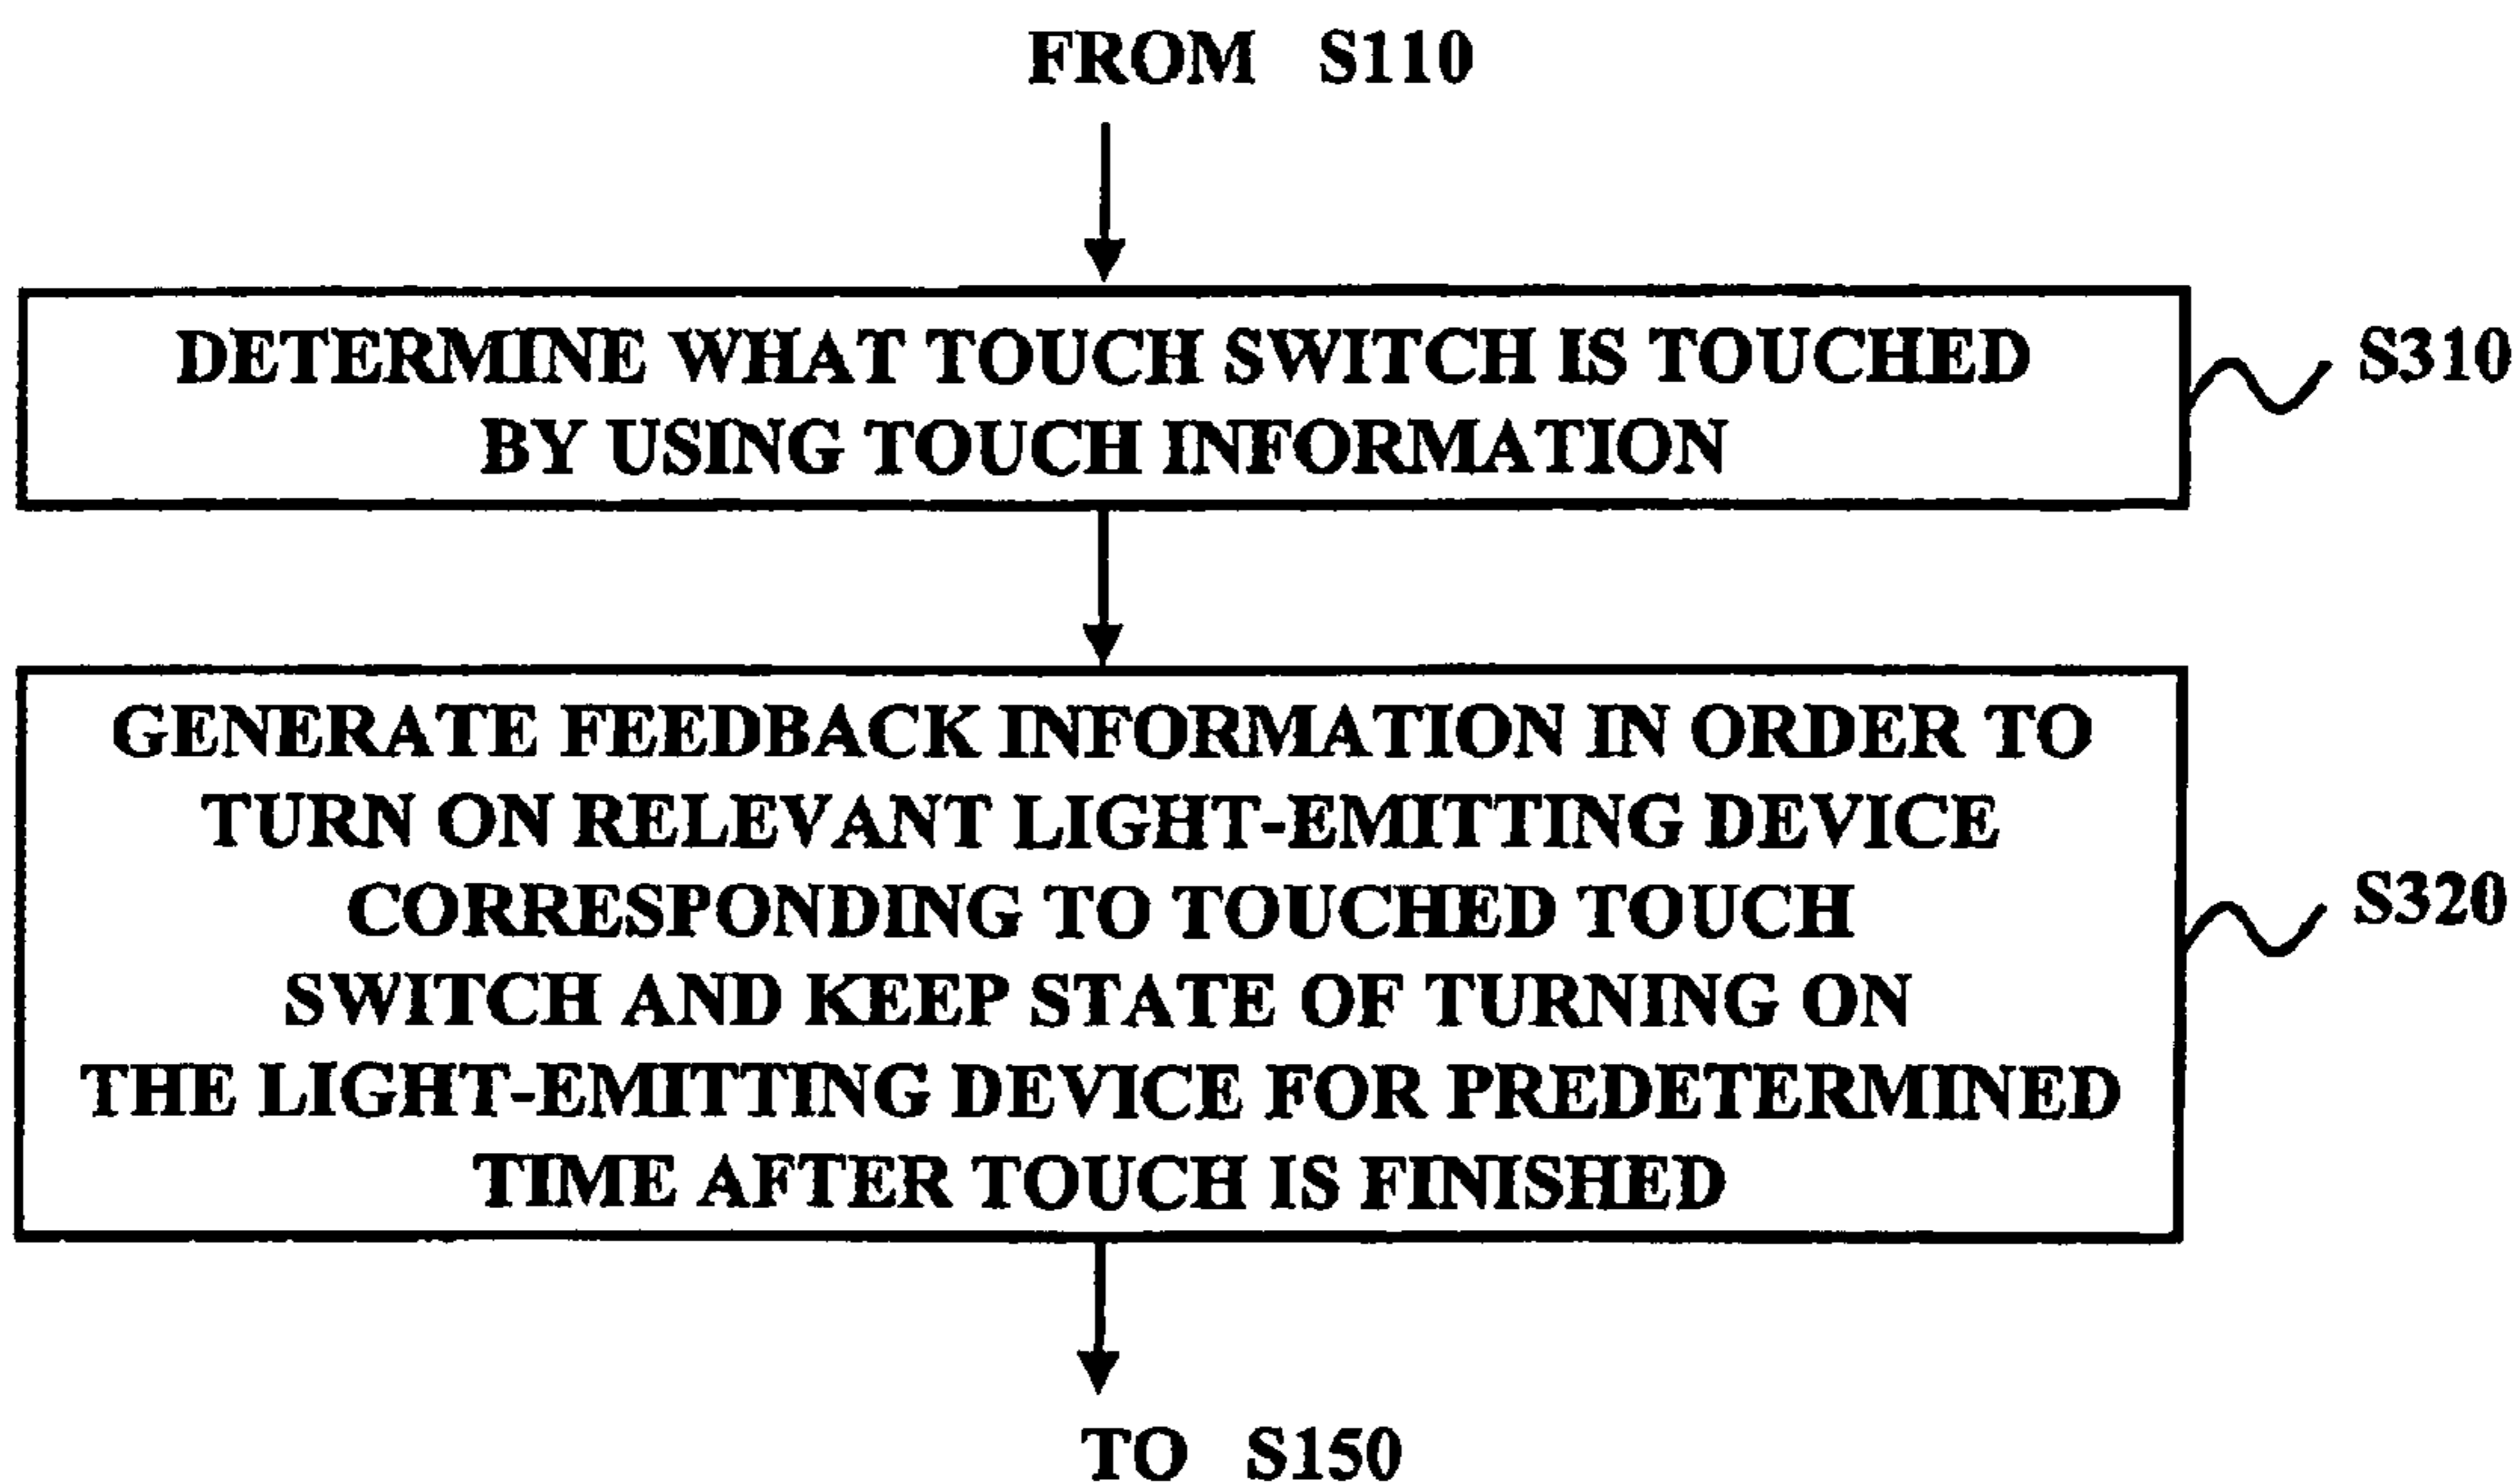 FROM S110
DETERMINE WHAT TOUCH SWITCH IS TOUCHED
BY USING TOUCH INFORMATION
S310
GENERATE FEEDBACK INFORMATION IN ORDER TO
TURN ON RELEVANT LIGHT-EMITTING DEVICE
CORRESPONDING TO TOUCHED TOUCH
SWITCH AND KEEP STATE OF TURNING ON
THE LIGHT-EMITTING DEVICE FOR PREDETERMINED
TIME AFTER TOUCH IS FINISHED
S320
TO S150